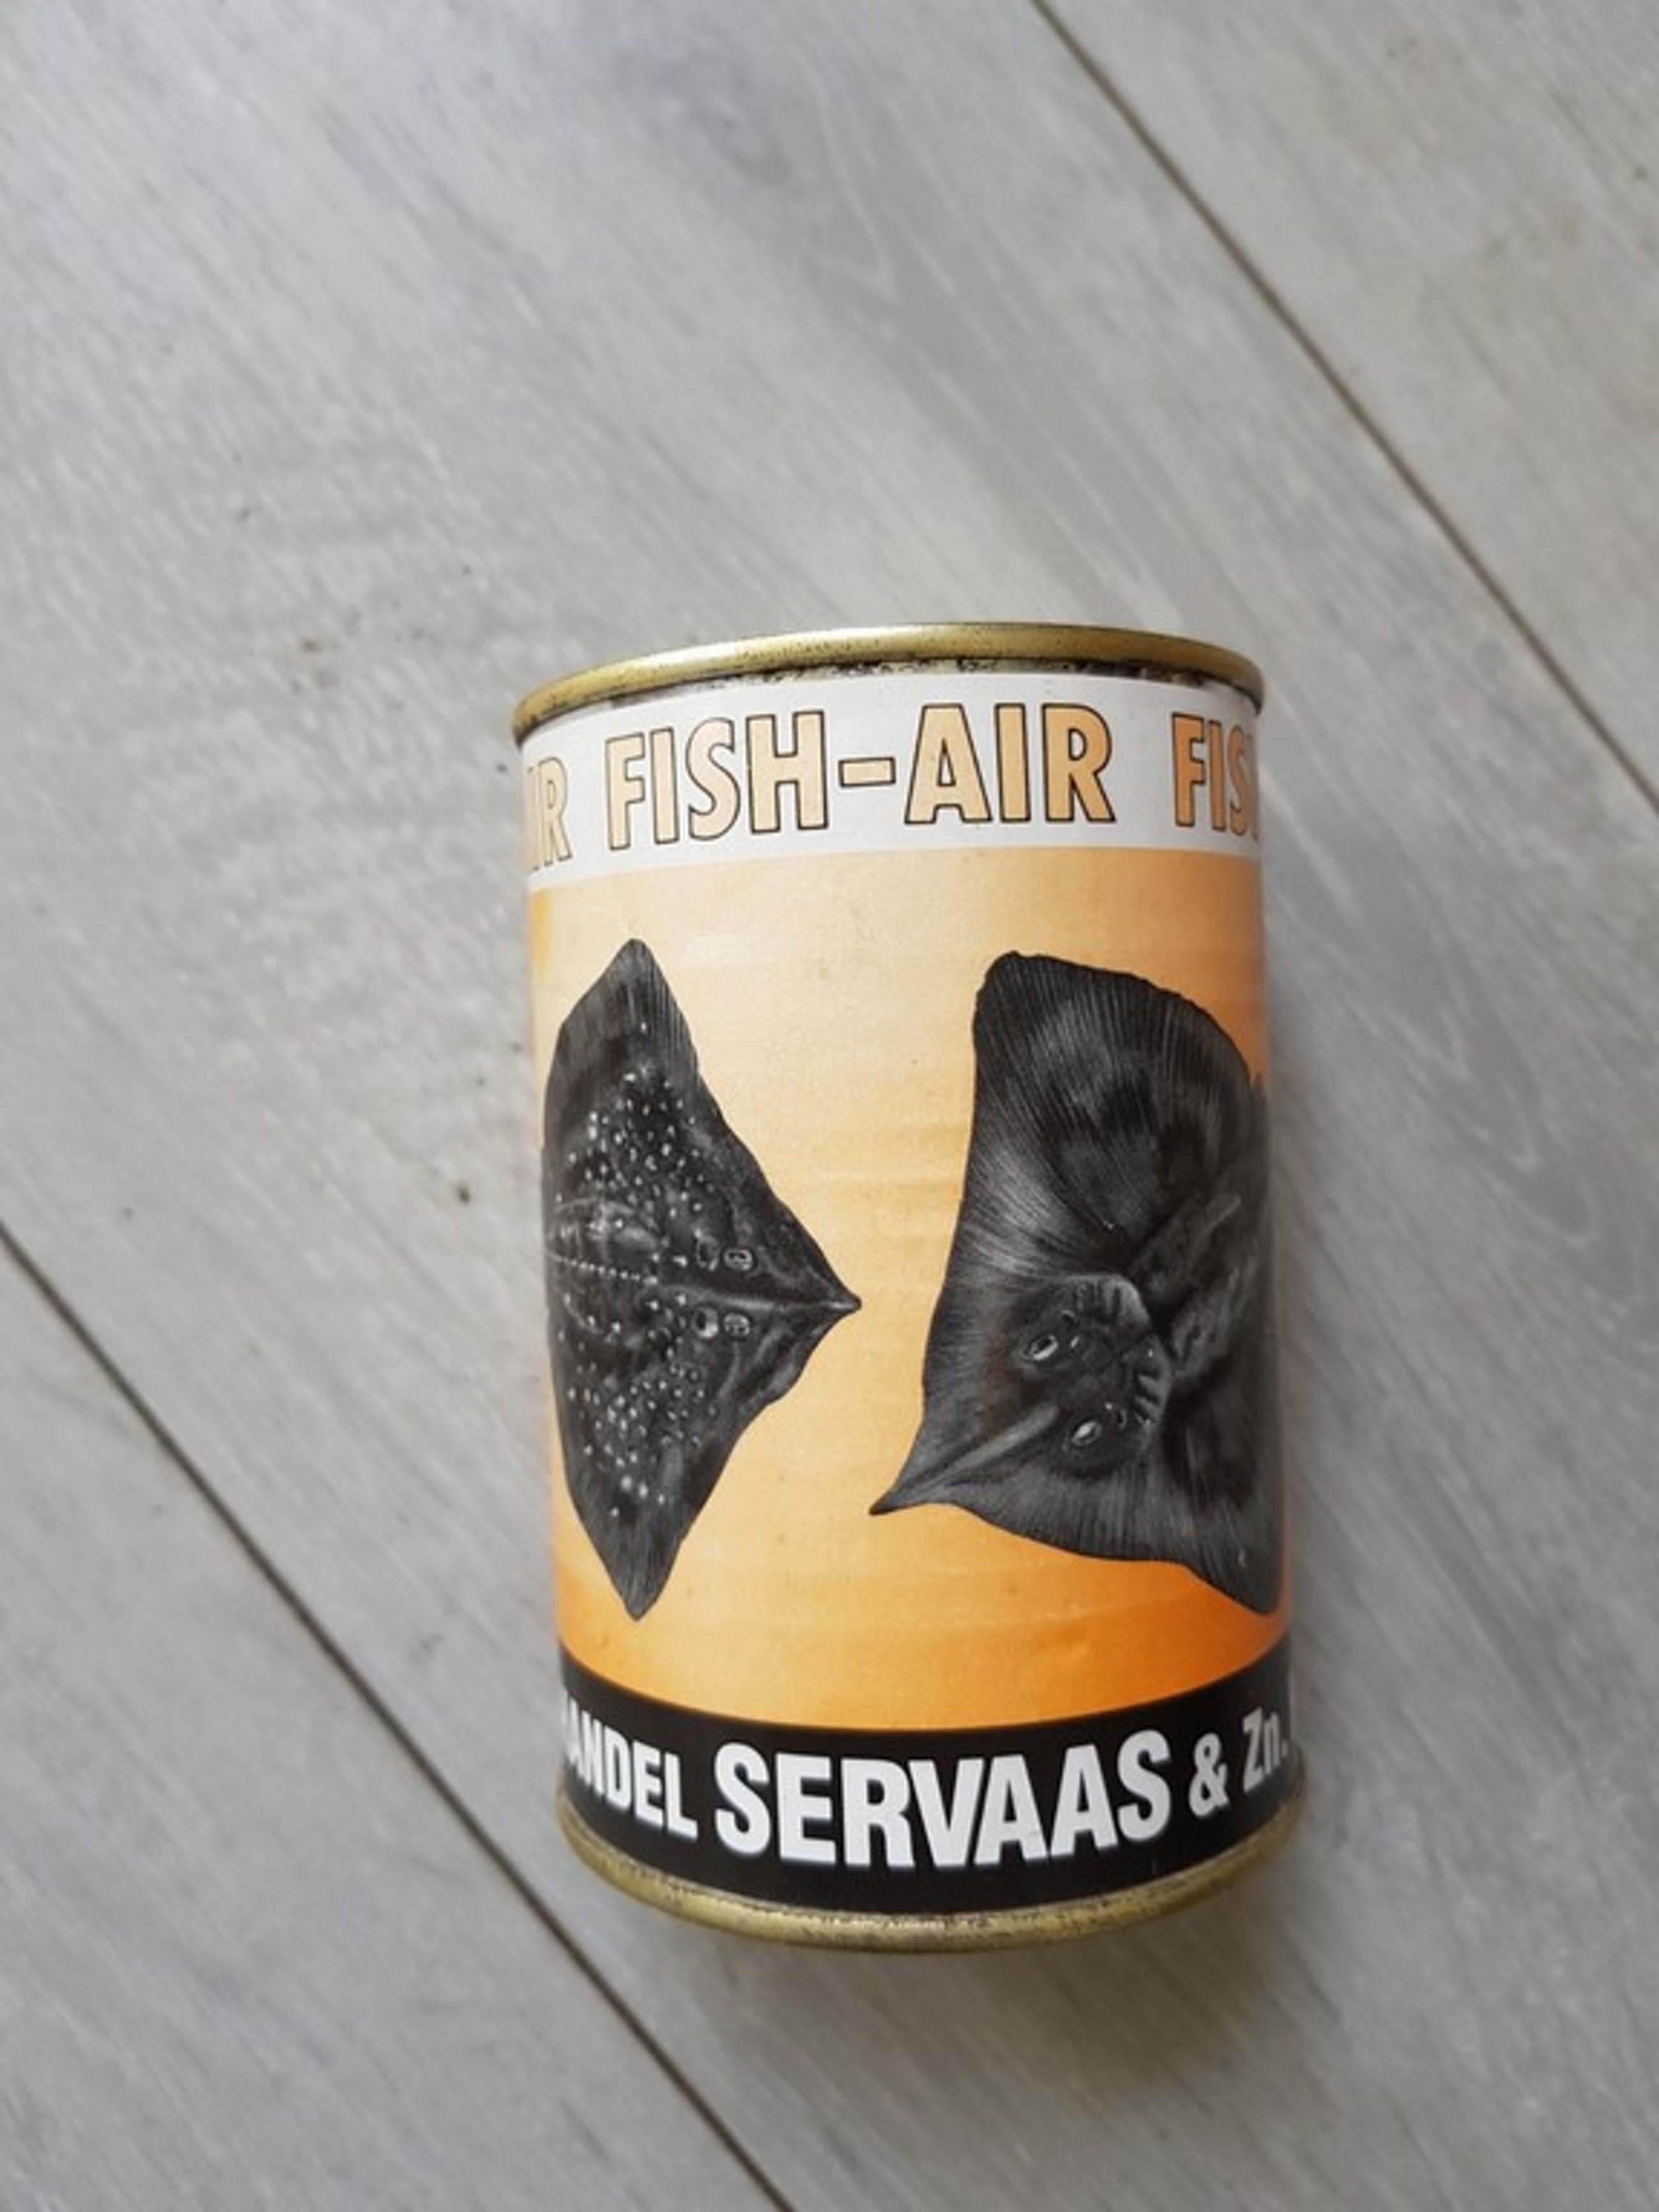 IR FISH-AIR FIS
ANDEL SERVAAS & Zn.